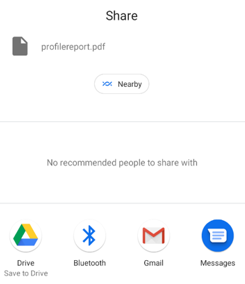 Share
profilereport.pdf
Nearby
No recommended people to share with
Drive Bluetooth Gmail Messages
Save to Drive